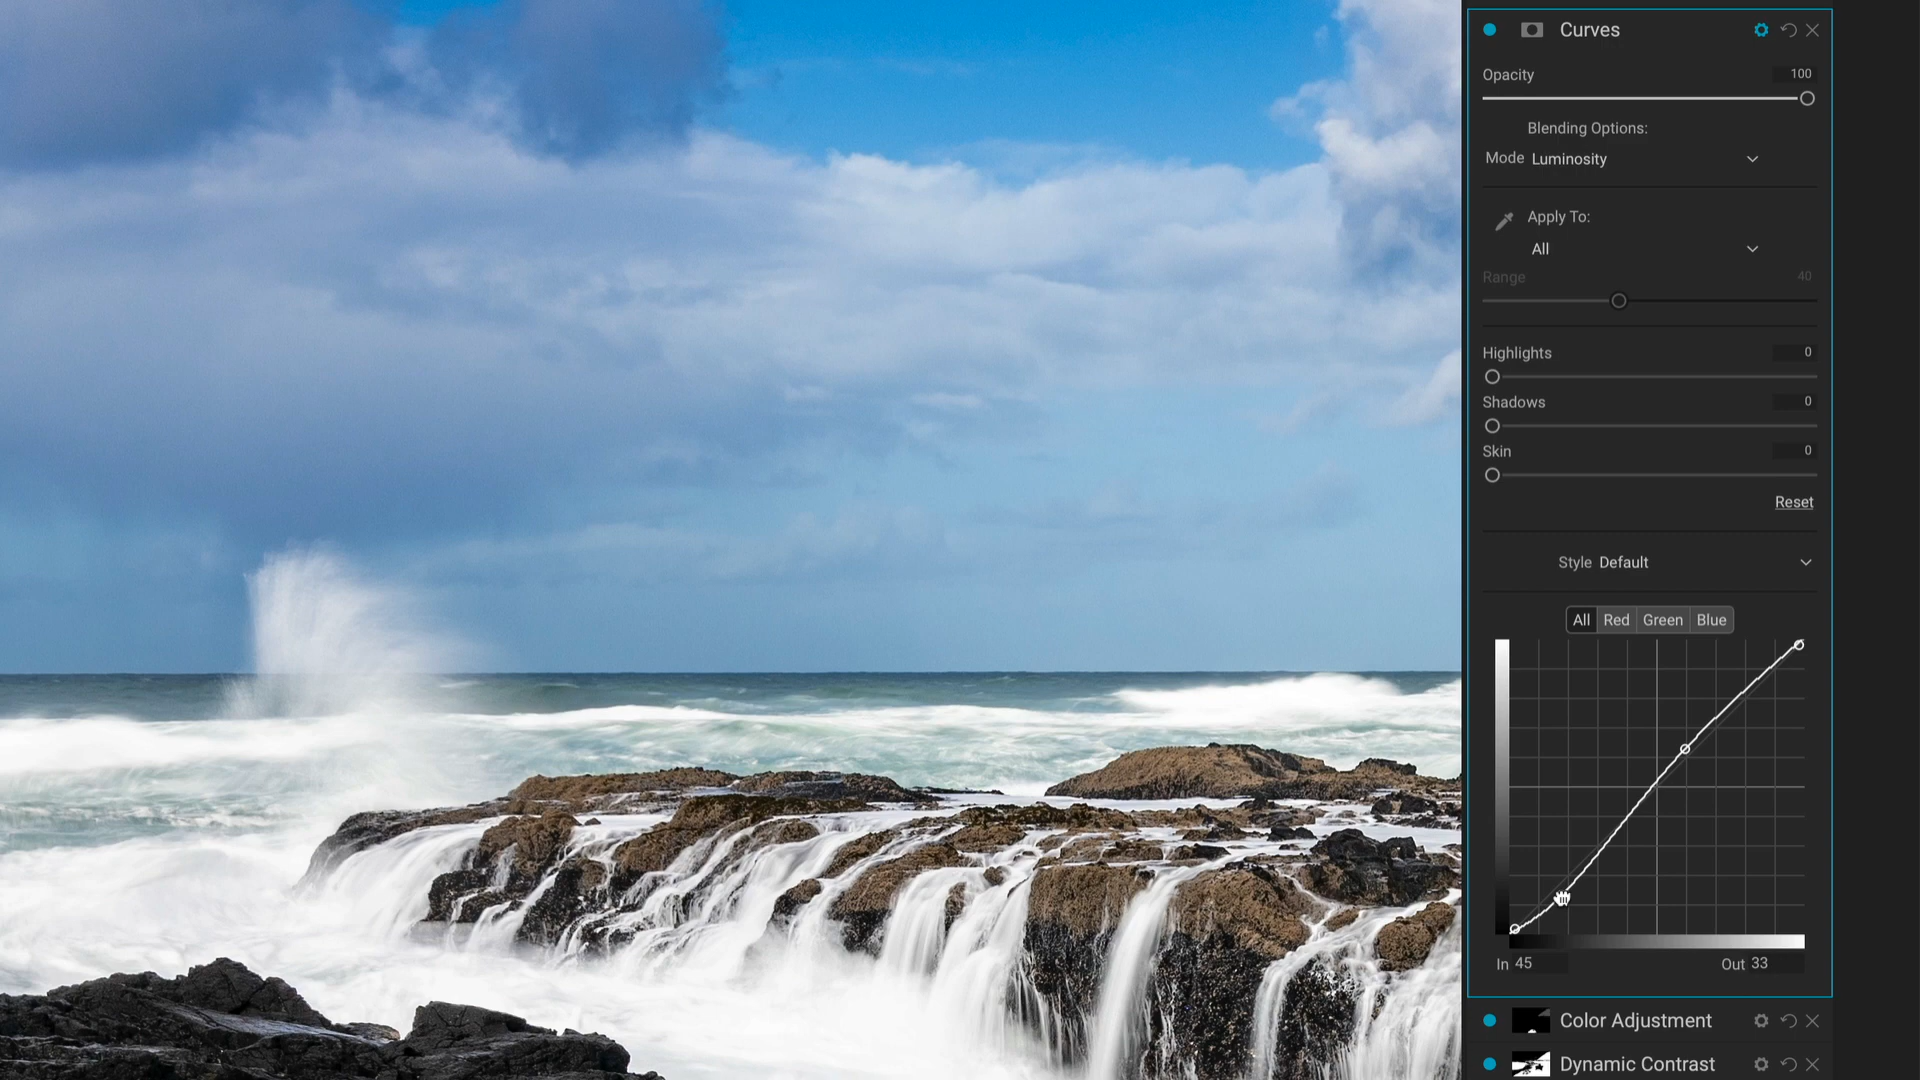 Curves
Opacity 100
Blending Options:
Mode Luminosity
Apply To:
All
Range 40
Highlights 0
Shadows 0
Skin 0
Reset
Style Default
All Red Green Blue
In 45 Out 33
Color Adjustment
Dynamic Contrast